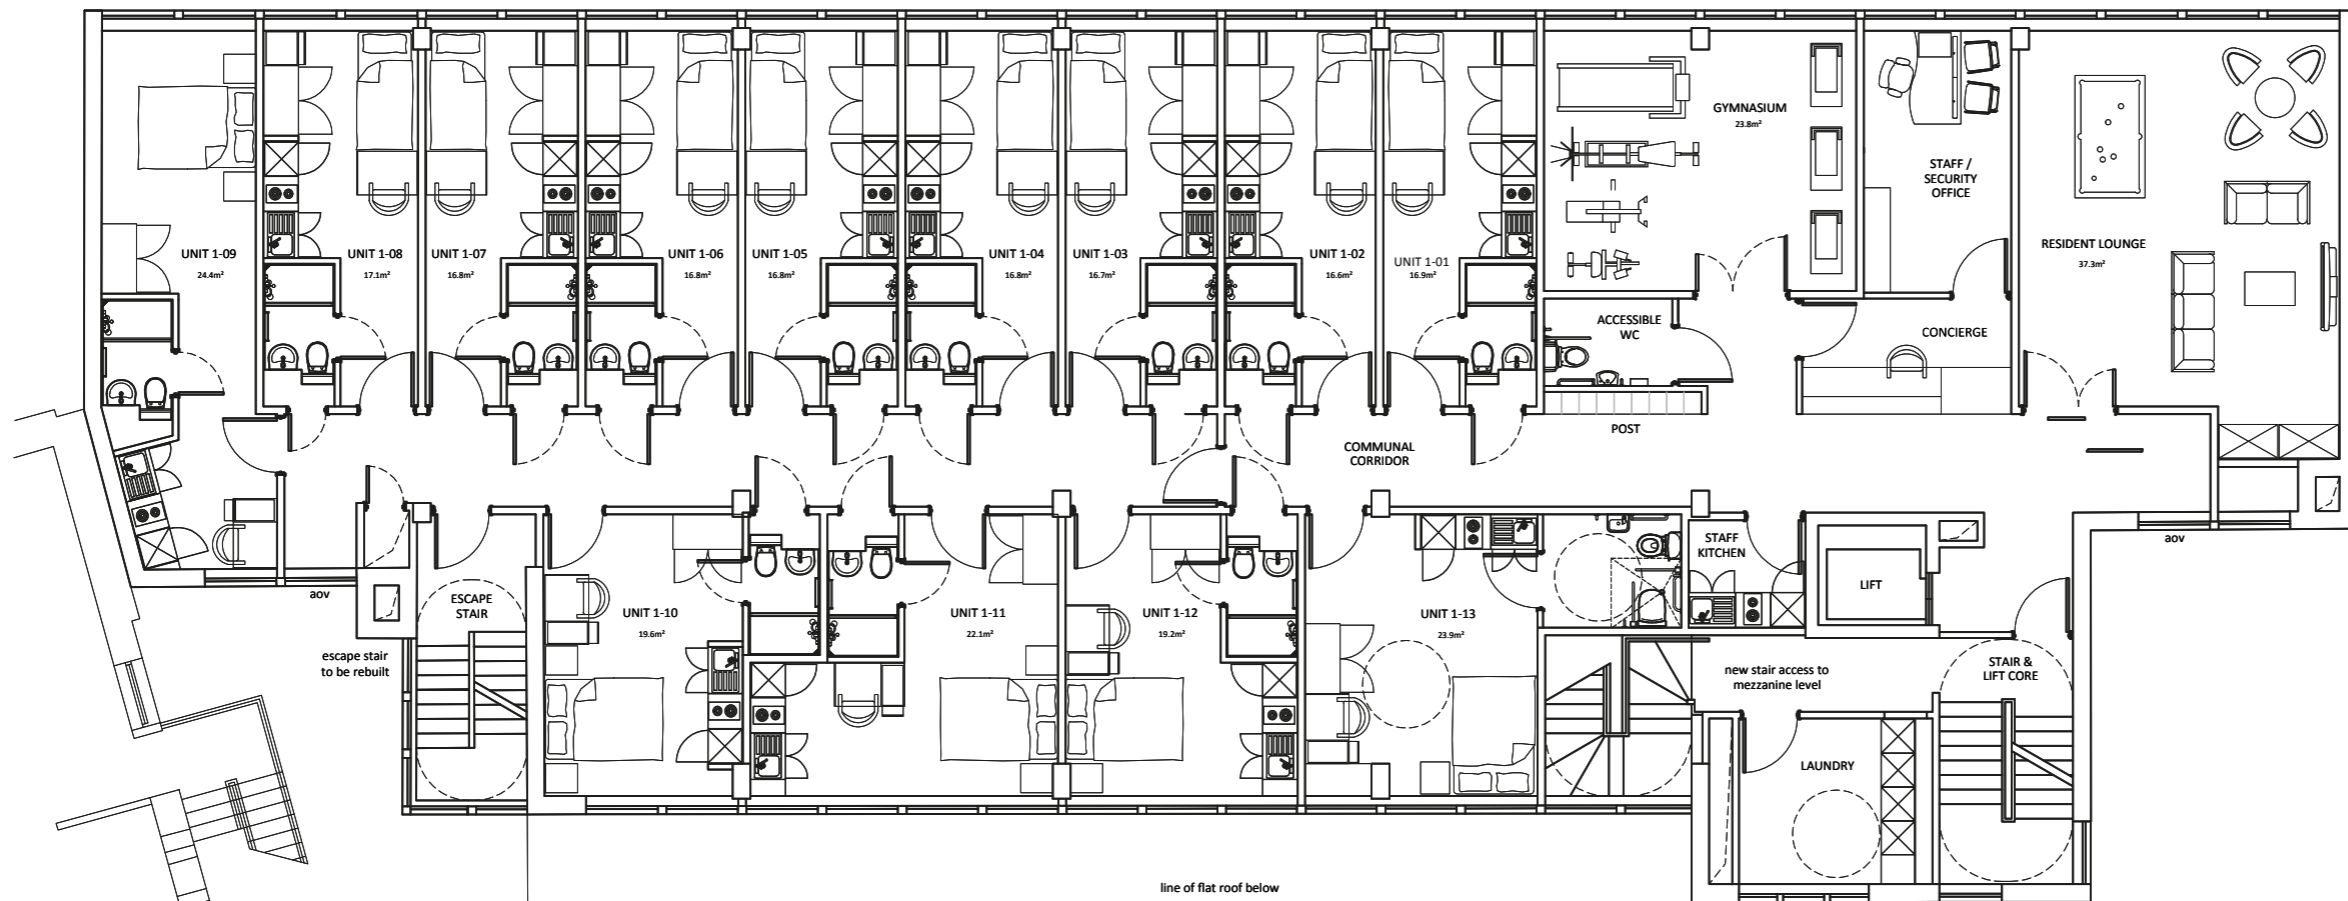 GYMNASIUM
23.8m²
STAFF /
SECURITY
OFFICE
UNIT 1-09
24.4m²
UNIT 1-08
17.1m²
UNIT 1-07
16.8m²
UNIT 1-06
16.8m²
UNIT 1-05
16.8m²
UNIT 1-04
16.8m²
UNIT 1-03
16.7m²
UNIT 1-02
16.6m²
UNIT 1-01
16.9m²
RESIDENT LOUNGE
37.3m²
ACCESSIBLE
WC
CONCIERGE
POST
COMMUNAL
CORRIDOR
aov
STAFF
KITCHEN
LIFT
aov
ESCAPE
STAIR
UNIT 1-10
19.6m²
UNIT 1-11
22.1m²
UNIT 1-12
19.2m²
UNIT 1-13
23.9m²
escape stair
to be rebuilt
new stair access to
mezzanine level
STAIR &
LIFT CORE
LAUNDRY
line of flat roof below